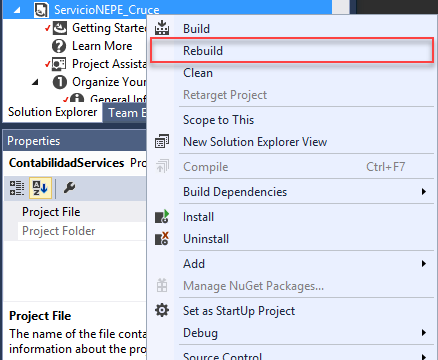 ServicioNEPE_Cruce
Getting Started
Learn More
Project Assista
Organize Your
General Inf
Solution Explorer
Team E
Properties
ContabilidadServices Pro
Project File
Project Folder
Project File
The name of the file conta
information about the pro
Build
Rebuild
Clean
Retarget Project
Scope to This
New Solution Explorer View
Compile Ctrl+F7
Build Dependencies
Install
Uninstall
Add
Manage NuGet Packages...
Set as StartUp Project
Debug
Source Control